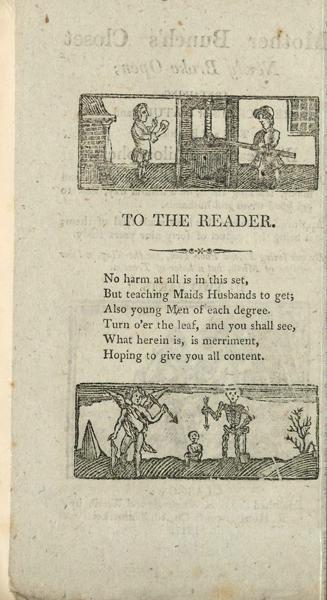 TO THE READER.
No harm at all is in this set,
But teaching Maids Husbands to get;
Also young Men of each degree.
Turn o'er the leaf, and you shall see,
What herein is, is merriment,
Hoping to give you all content.